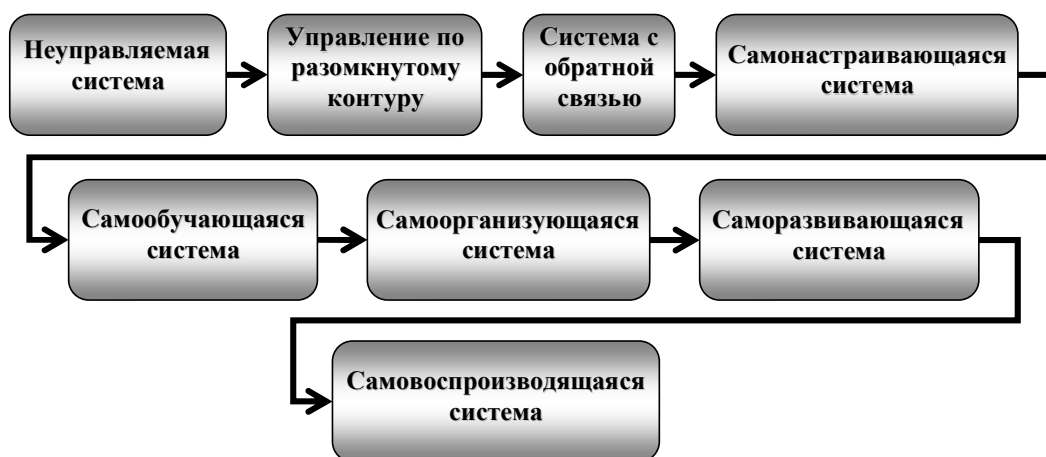 Неуправляемая
система
Управление по
разомкнутому
контуру
Система с
обратной
связью
Самонастраивающаяся
система
Самообучающаяся
система
Самоорганизующаяся
система
Саморазвивающаяся
система
Самовоспроизводящаяся
система